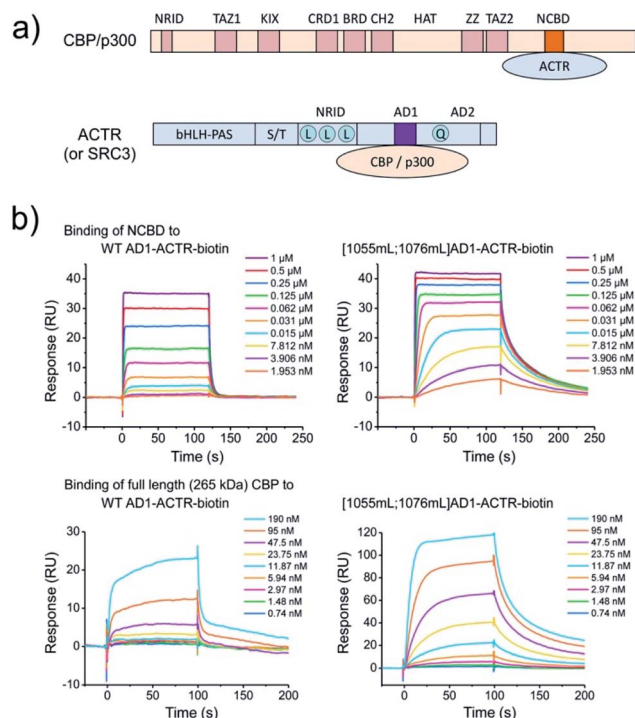 a)
NRID TAZ1 KIX CRD1 BRD CH2 HAT ZZ TAZ2 NCBD
CBP/p300
ACTR
NRID AD1 AD2
ACTR
(or SRC3)
bHLH-PAS S/T L L L Q
CBP / p300
b)
Binding of NCBD to
WT AD1-ACTR-biotin
Response (RU)
40
30
20
10
0
-10
0 50 100 150 200 250
Time (s)
1 µM
0.5 µM
0.25 µM
0.125 µM
0.062 µM
0.031 µM
0.015 µM
7.812 nM
3.906 nM
1.953 nM
[1055mL;1076mL]AD1-ACTR-biotin
Response (RU)
40
30
20
10
0
-10
0 50 100 150 200 250
Time (s)
1 µM
0.5 µM
0.25 µM
0.125 µM
0.062 µM
0.031 µM
0.015 µM
7.812 nM
3.906 nM
1.953 nM
Binding of full length (265 kDa) CBP to
WT AD1-ACTR-biotin
Response (RU)
30
20
10
0
-10
0 100 200
Time (s)
190 nM
95 nM
47.5 nM
23.75 nM
11.87 nM
5.94 nM
2.97 nM
1.48 nM
0.74 nM
[1055mL;1076mL]AD1-ACTR-biotin
Response (RU)
120
100
80
60
40
20
0
0 50 100 150 200
Time (s)
190 nM
95 nM
47.5 nM
23.75 nM
11.87 nM
5.94 nM
2.97 nM
1.48 nM
0.74 nM